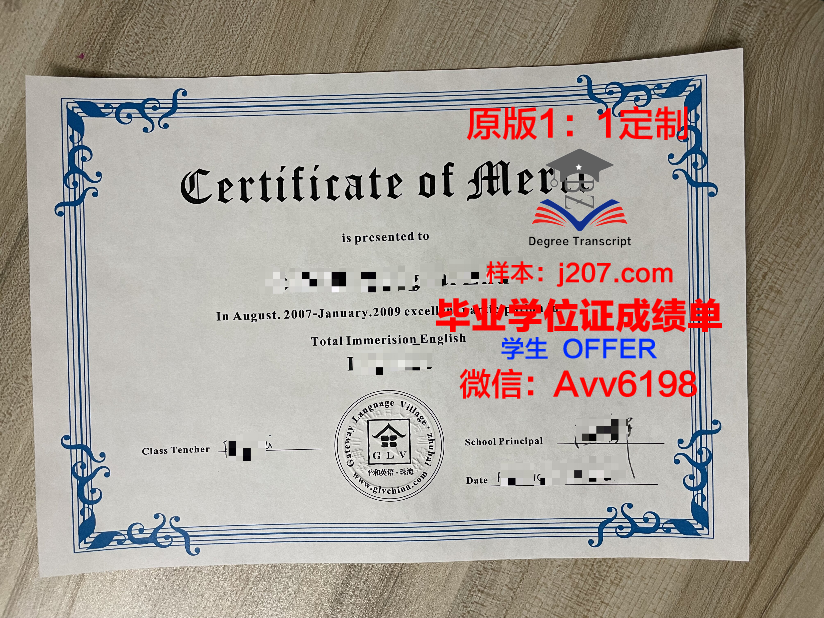 原版1：1定制
Certificate of Mer
Degree Transcript
is presented to
样本：j207.com
In August. 2007-January.2009 excell
毕业学位证成绩单
Total Immerision English
学生 OFFER
微信：Avv6198
Gateway Language Village·zhuhai
GLV
www.glvchina.com
Class Tencher
School Principal
Date